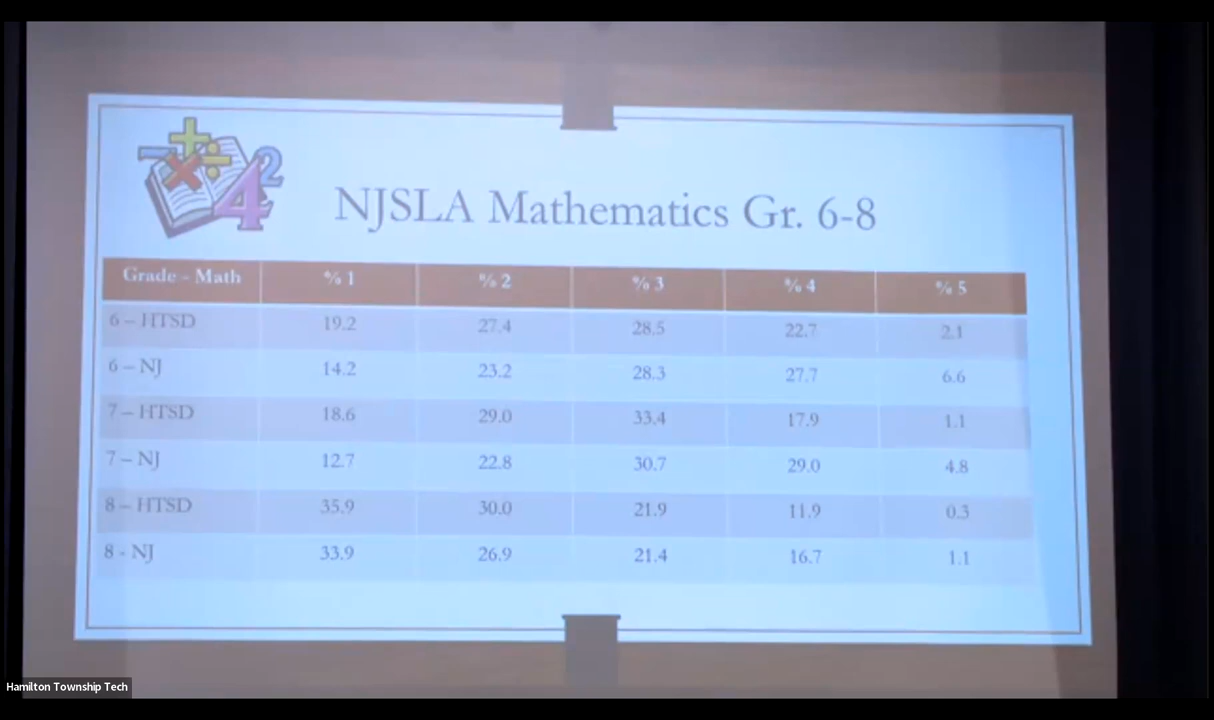 NJSLA Mathematics Gr. 6-8
Grade - Math % 1 % 2 % 3 % 4 % 5
6 – HTSD 19.2 27.4 28.5 22.7 2.1
6 – NJ 14.2 23.2 28.3 27.7 6.6
7 – HTSD 18.6 29.0 33.4 17.9 1.1
7 – NJ 12.7 22.8 30.7 29.0 4.8
8 – HTSD 35.9 30.0 21.9 11.9 0.3
8 - NJ 33.9 26.9 21.4 16.7 1.1
Hamilton Township Tech